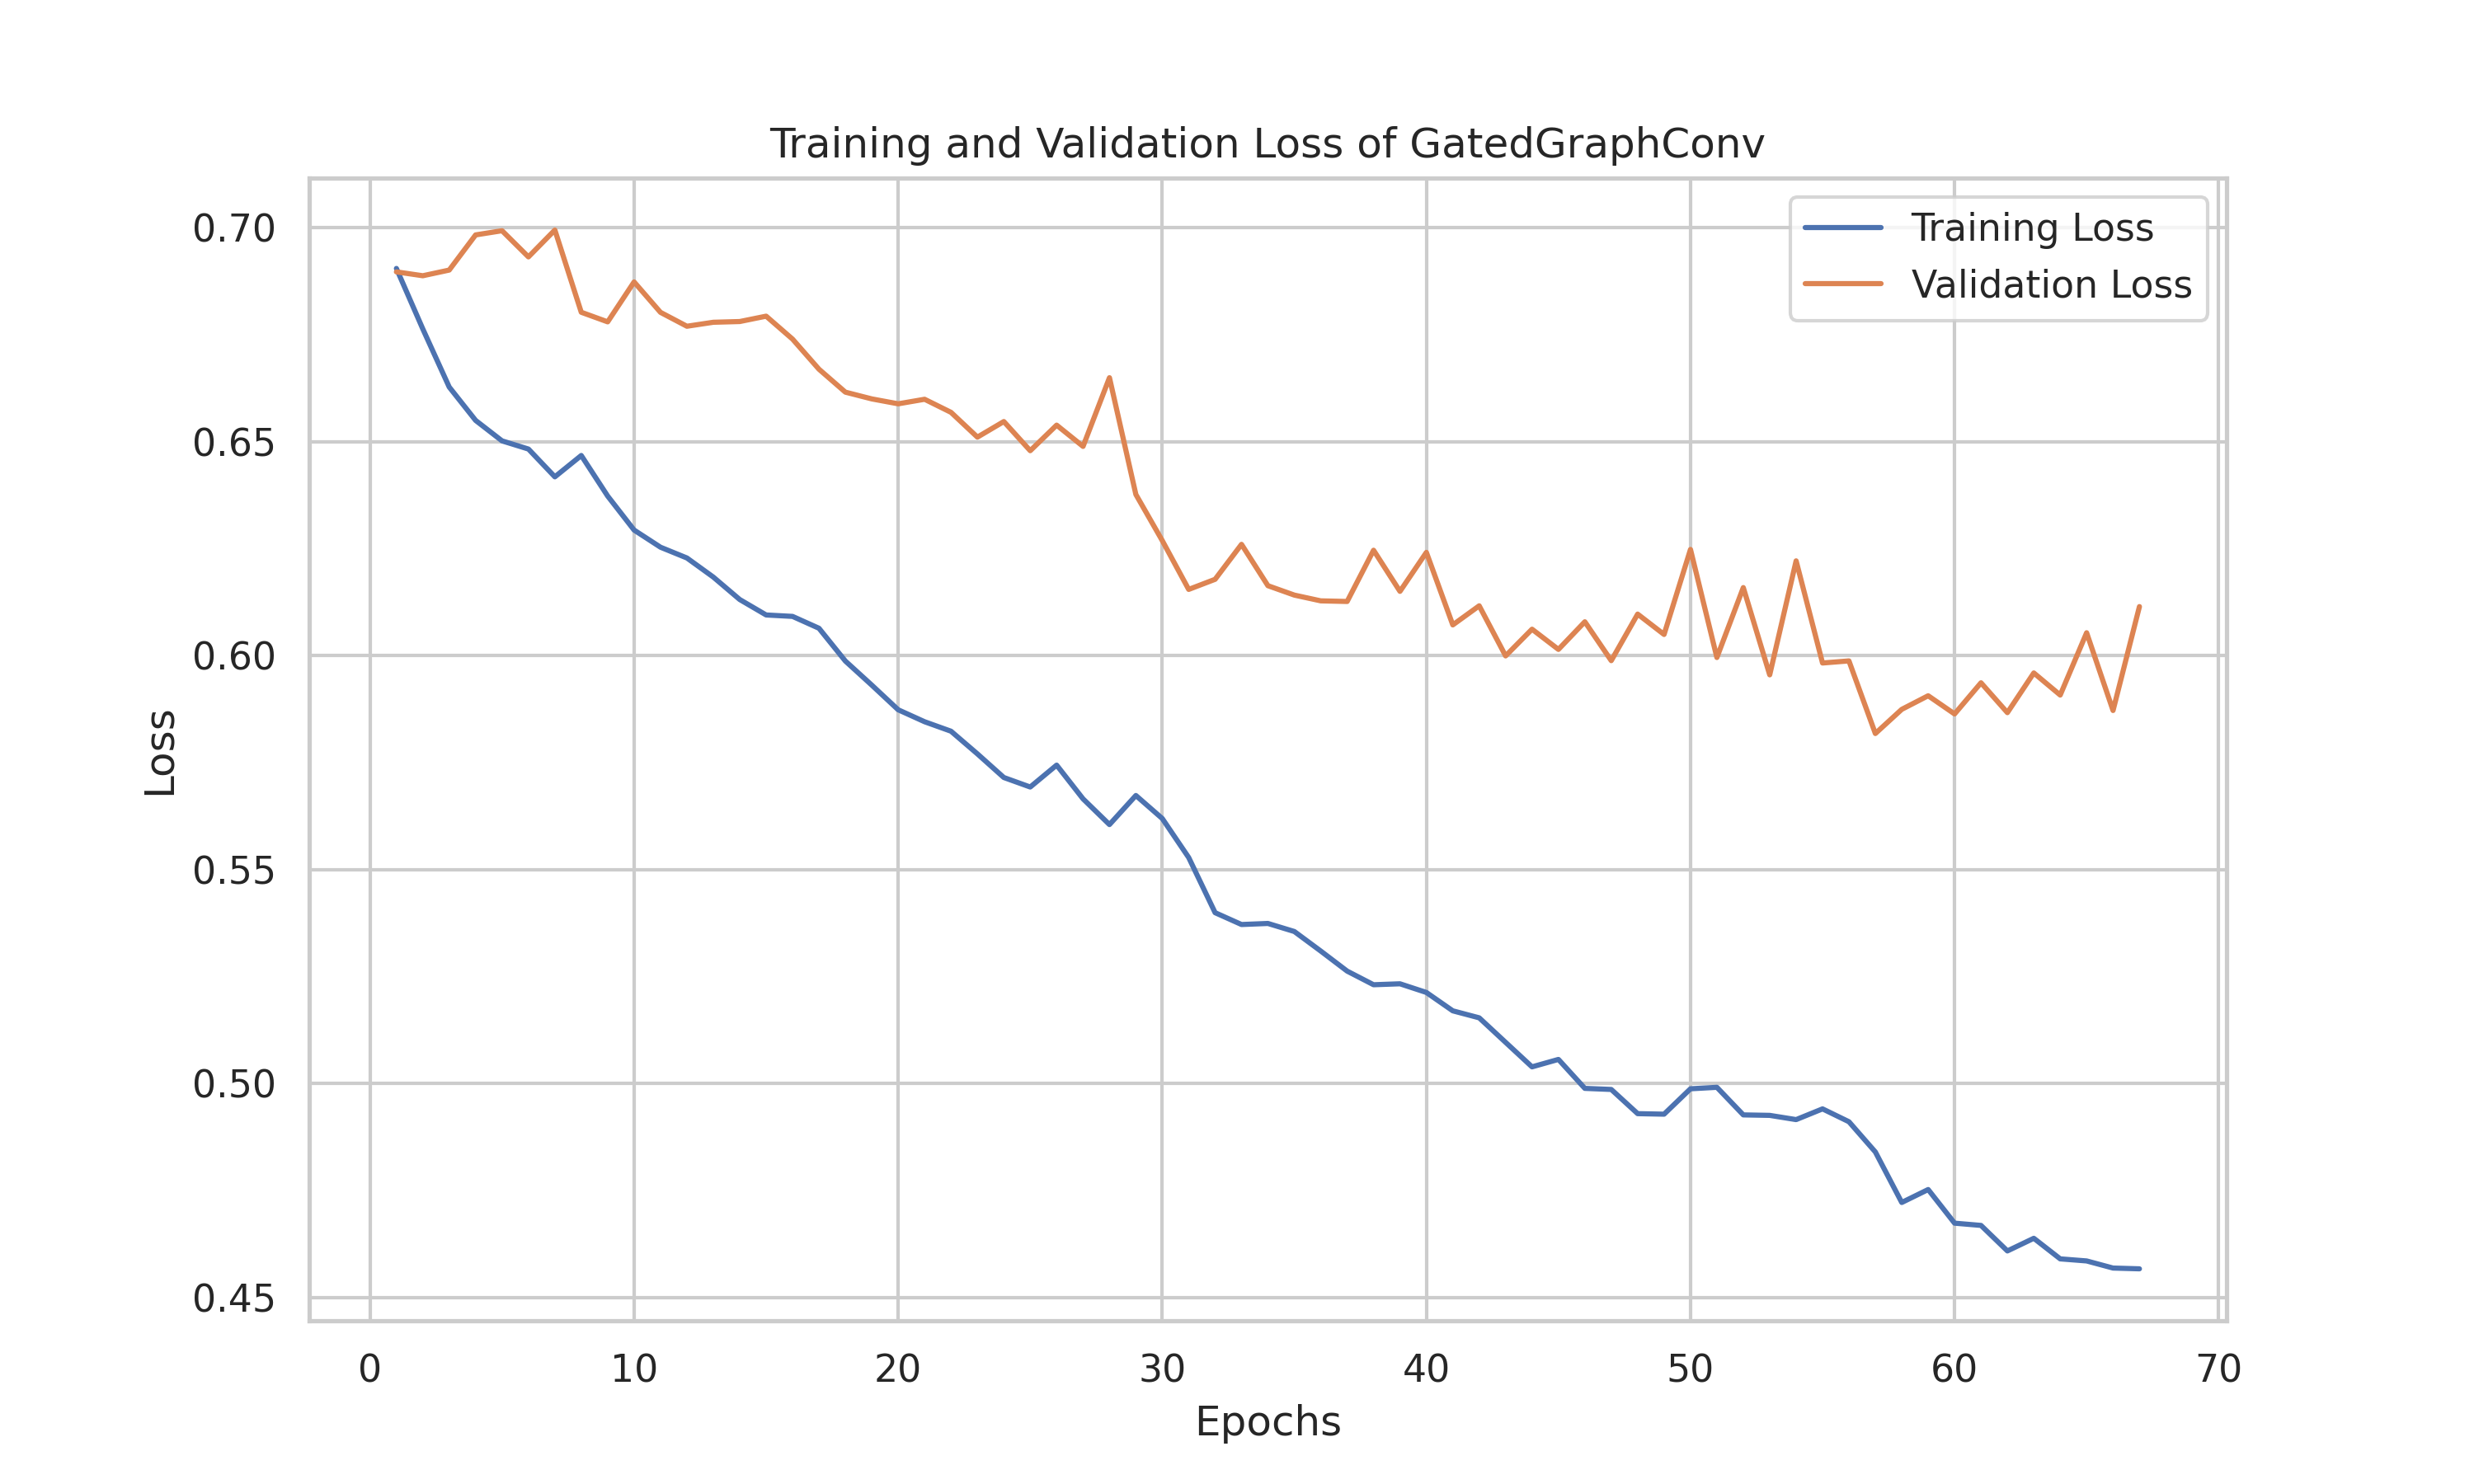 Training and Validation Loss of GatedGraphConv
Training Loss
Validation Loss
0.70
0.65
0.60
0.55
0.50
0.45
Loss
0 10 20 30 40 50 60 70
Epochs